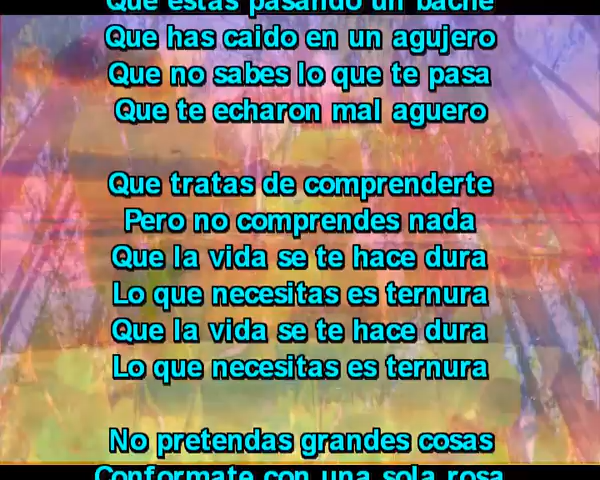 Que estas pasando un bache
Que has caido en un agujero
Que no sabes lo que te pasa
Que te echaron mal aguero
Que tratas de comprenderte
Pero no comprendes nada
Que la vida se te hace dura
Lo que necesitas es ternura
Que la vida se te hace dura
Lo que necesitas es ternura
No pretendas grandes cosas
Conformate con una sola rosa